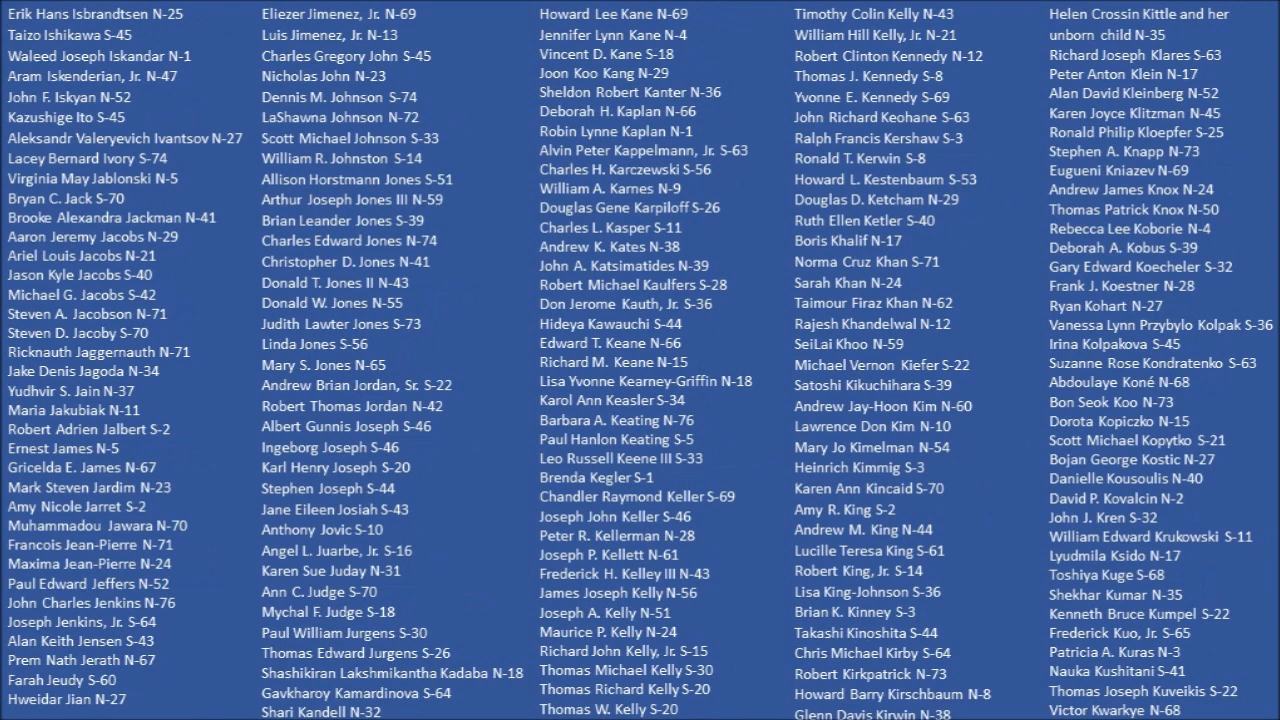 Erik Hans Isbrandtsen N-25
Taizo Ishikawa S-45
Waleed Joseph Iskandar N-1
Aram Iskenderian, Jr. N-47
John F. Iskyan N-52
Kazushige Ito S-45
Aleksandr Valeryevich Ivantsov N-27
Lacey Bernard Ivory S-74
Virginia May Jablonski N-5
Bryan C. Jack S-70
Brooke Alexandra Jackman N-41
Aaron Jeremy Jacobs N-29
Ariel Louis Jacobs N-21
Jason Kyle Jacobs S-40
Michael G. Jacobs S-42
Steven A. Jacobson N-71
Steven D. Jacoby S-70
Ricknauth Jaggernauth N-71
Jake Denis Jagoda N-34
Yudhvir S. Jain N-37
Maria Jakubiak N-11
Robert Adrien Jalbert S-2
Ernest James N-5
Gricelda E. James N-67
Mark Steven Jardim N-23
Amy Nicole Jarret S-2
Muhammadou Jawara N-70
Francois Jean-Pierre N-71
Maxima Jean-Pierre N-24
Paul Edward Jeffers N-52
John Charles Jenkins N-76
Joseph Jenkins, Jr. S-64
Alan Keith Jensen S-43
Prem Nath Jerath N-67
Farah Jeudy S-60
Hweidar Jian N-27
Eliezer Jimenez, Jr. N-69
Luis Jimenez, Jr. N-13
Charles Gregory John S-45
Nicholas John N-23
Dennis M. Johnson S-74
LaShawna Johnson N-72
Scott Michael Johnson S-33
William R. Johnston S-14
Allison Horstmann Jones S-51
Arthur Joseph Jones III N-59
Brian Leander Jones S-39
Charles Edward Jones N-74
Christopher D. Jones N-41
Donald T. Jones II N-43
Donald W. Jones N-55
Judith Lawter Jones S-73
Linda Jones S-56
Mary S. Jones N-65
Andrew Brian Jordan, Sr. S-22
Robert Thomas Jordan N-42
Albert Gunnis Joseph S-46
Ingeborg Joseph S-46
Karl Henry Joseph S-20
Stephen Joseph S-44
Jane Eileen Josiah S-43
Anthony Jovic S-10
Angel L. Juarbe, Jr. S-16
Karen Sue Juday N-31
Ann C. Judge S-70
Mychal F. Judge S-18
Paul William Jurgens S-30
Thomas Edward Jurgens S-26
Shashikiran Lakshmikantha Kadaba N-18
Gavkharoy Kamardinova S-64
Shari Kandell N-32
Howard Lee Kane N-69
Jennifer Lynn Kane N-4
Vincent D. Kane S-18
Joon Koo Kang N-29
Sheldon Robert Kanter N-36
Deborah H. Kaplan N-66
Robin Lynne Kaplan N-1
Alvin Peter Kappelmann, Jr. S-63
Charles H. Karczewski S-56
William A. Karnes N-9
Douglas Gene Karpiloff S-26
Charles L. Kasper S-11
Andrew K. Kates N-38
John A. Katsimatides N-39
Robert Michael Kaulfers S-28
Don Jerome Kauth, Jr. S-36
Hideya Kawauchi S-44
Edward T. Keane N-66
Richard M. Keane N-15
Lisa Yvonne Kearney-Griffin N-18
Karol Ann Keasler S-34
Barbara A. Keating N-76
Paul Hanlon Keating S-5
Leo Russell Keene III S-33
Brenda Kegler S-1
Chandler Raymond Keller S-69
Joseph John Keller S-46
Peter R. Kellerman N-28
Joseph P. Kellett N-61
Frederick H. Kelley III N-43
James Joseph Kelly N-56
Joseph A. Kelly N-51
Maurice P. Kelly N-24
Richard John Kelly, Jr. S-15
Thomas Michael Kelly S-30
Thomas Richard Kelly S-20
Thomas W. Kelly S-20
Timothy Colin Kelly N-43
William Hill Kelly, Jr. N-21
Robert Clinton Kennedy N-12
Thomas J. Kennedy S-8
Yvonne E. Kennedy S-69
John Richard Keohane S-63
Ralph Francis Kershaw S-3
Ronald T. Kerwin S-8
Howard L. Kestenbaum S-53
Douglas D. Ketcham N-29
Ruth Ellen Ketler S-40
Boris Khalif N-17
Norma Cruz Khan S-71
Sarah Khan N-24
Taimour Firaz Khan N-62
Rajesh Khandelwal N-12
SeiLai Khoo N-59
Michael Vernon Kiefer S-22
Satoshi Kikuchihara S-39
Andrew Jay-Hoon Kim N-60
Lawrence Don Kim N-10
Mary Jo Kimelman N-54
Heinrich Kimmig S-3
Karen Ann Kincaid S-70
Amy R. King S-2
Andrew M. King N-44
Lucille Teresa King S-61
Robert King, Jr. S-14
Lisa King-Johnson S-36
Brian K. Kinney S-3
Takashi Kinoshita S-44
Chris Michael Kirby S-64
Robert Kirkpatrick N-73
Howard Barry Kirschbaum N-8
Glenn Davis Kirwin N-38
Helen Crossin Kittle and her
unborn child N-35
Richard Joseph Klares S-63
Peter Anton Klein N-17
Alan David Kleinberg N-52
Karen Joyce Klitzman N-45
Ronald Philip Kloepfer S-25
Stephen A. Knapp N-73
Eugueni Kniazev N-69
Andrew James Knox N-24
Thomas Patrick Knox N-50
Rebecca Lee Koborie N-4
Deborah A. Kobus S-39
Gary Edward Koecheler S-32
Frank J. Koestner N-28
Ryan Kohart N-27
Vanessa Lynn Przybylo Kolpak S-36
Irina Kolpakova S-45
Suzanne Rose Kondratenko S-63
Abdoulaye Koné N-68
Bon Seok Koo N-73
Dorota Kopiczko N-15
Scott Michael Kopytko S-21
Bojan George Kostic N-27
Danielle Kousoulis N-40
David P. Kovalcin N-2
John J. Kren S-32
William Edward Krukowski S-11
Lyudmila Ksido N-17
Toshiya Kuge S-68
Shekhar Kumar N-35
Kenneth Bruce Kumpel S-22
Frederick Kuo, Jr. S-65
Patricia A. Kuras N-3
Nauka Kushitani S-41
Thomas Joseph Kuveikis S-22
Victor Kwarkye N-68